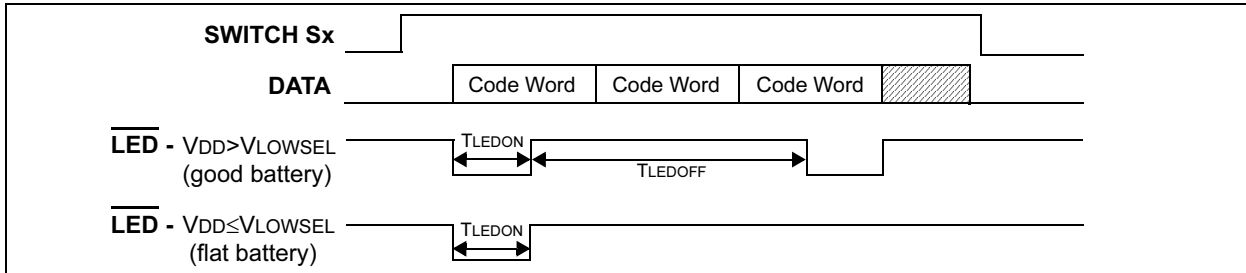 SWITCH Sx
DATA
Code Word Code Word Code Word
LED - VDD>VLOWSEL
(good battery)
TLEDON
TLEDOFF
LED - VDD≤VLOWSEL
(flat battery)
TLEDON